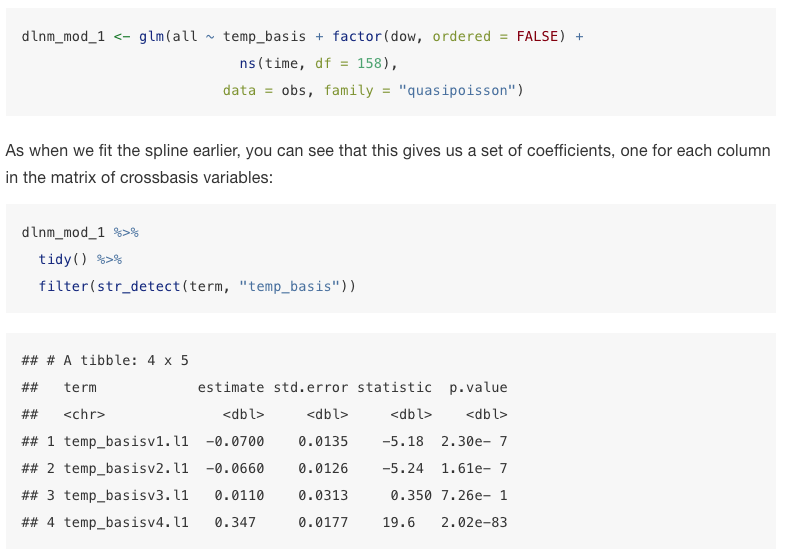 dlnm_mod_1 <- glm(all ~ temp_basis + factor(dow, ordered = FALSE) +
                          ns(time, df = 158),
                        data = obs, family = "quasipoisson")
As when we fit the spline earlier, you can see that this gives us a set of coefficients, one for each column
in the matrix of crossbasis variables:
dlnm_mod_1 %>%
  tidy() %>%
  filter(str_detect(term, "temp_basis"))
## # A tibble: 4 x 5
##   term         estimate std.error statistic  p.value
##   <chr>           <dbl>     <dbl>     <dbl>    <dbl>
## 1 temp_basisv1.l1  -0.0700    0.0135    -5.18  2.30e- 7
## 2 temp_basisv2.l1  -0.0660    0.0126    -5.24  1.61e- 7
## 3 temp_basisv3.l1   0.0110    0.0313     0.350 7.26e- 1
## 4 temp_basisv4.l1   0.347     0.0177    19.6   2.02e-83